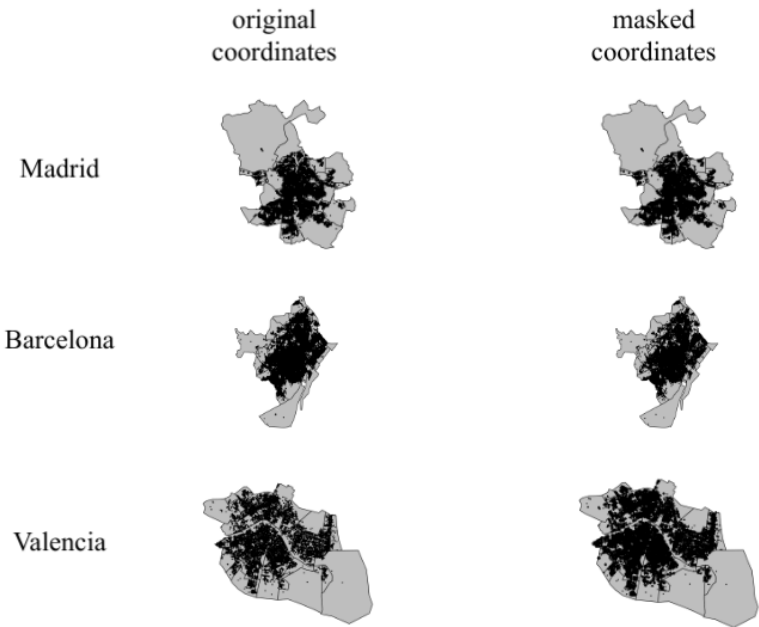 original
coordinates
masked
coordinates
Madrid
Barcelona
Valencia